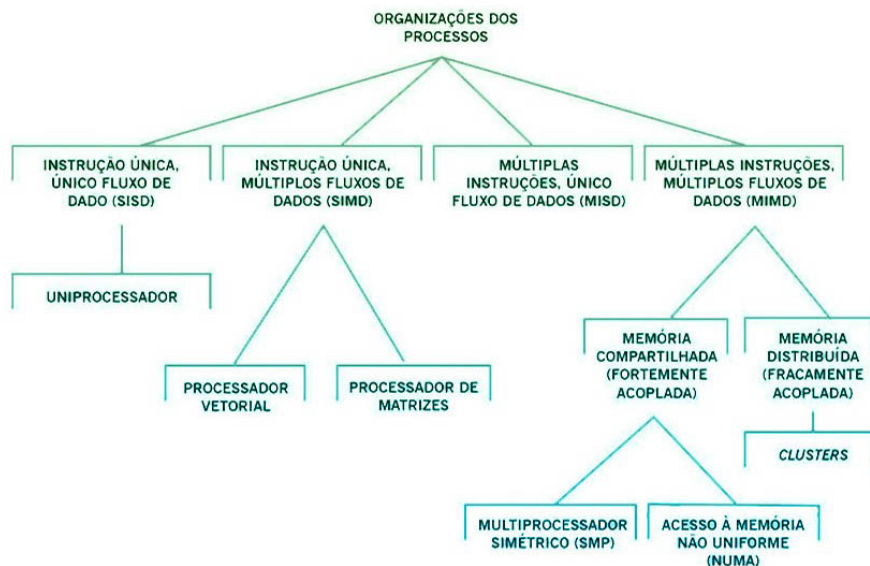 ORGANIZAÇÕES DOS
PROCESSOS
INSTRUÇÃO ÚNICA,
ÚNICO FLUXO DE
DADO (SISD)
INSTRUÇÃO ÚNICA,
MÚLTIPLOS FLUXOS DE
DADOS (SIMD)
MÚLTIPLAS
INSTRUÇÕES, ÚNICO
FLUXO DE DADOS (MISD)
MÚLTIPLAS INSTRUÇÕES,
MÚLTIPLOS FLUXOS DE
DADOS (MIMD)
UNIPROCESSADOR
PROCESSADOR
VETORIAL
PROCESSADOR DE
MATRIZES
MEMÓRIA
COMPARTILHADA
(FORTEMENTE
ACOPLADA)
MEMÓRIA
DISTRIBUÍDA
(FRACAMENTE
ACOPLADA)
CLUSTERS
MULTIPROCESSADOR
SIMÉTRICO (SMP)
ACESSO À MEMÓRIA
NÃO UNIFORME
(NUMA)